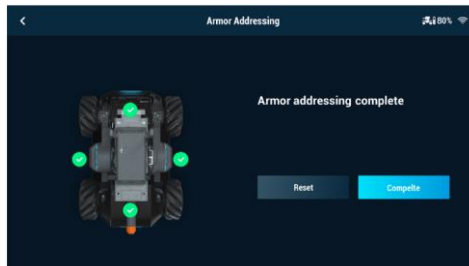 Armor Addressing
80%
Armor addressing complete
Reset
Compelte